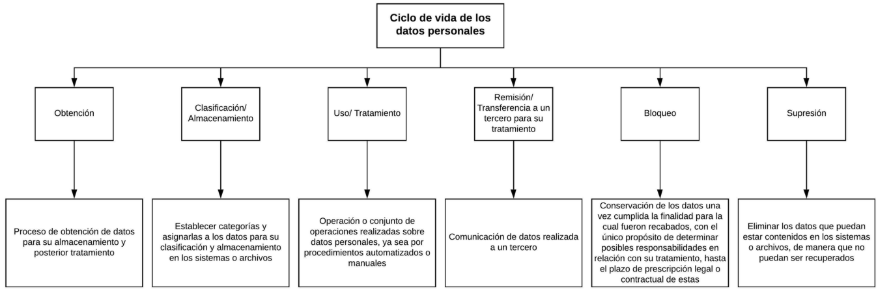 Ciclo de vida de los
datos personales
Obtención
Clasificación/
Almacenamiento
Uso/ Tratamiento
Remisión/
Transferencia a un
tercero para su
tratamiento
Bloqueo
Supresión
Proceso de obtención de datos
para su almacenamiento y
posterior tratamiento
Establecer categorías y
asignarlas a los datos para su
clasificación y almacenamiento
en los sistemas o archivos
Operación o conjunto de
operaciones realizadas sobre
datos personales, ya sea por
procedimientos automatizados o
manuales
Comunicación de datos realizada
a un tercero
Conservación de los datos una
vez cumplida la finalidad para la
cual fueron recabados, con el
único propósito de determinar
posibles responsabilidades en
relación con su tratamiento, hasta
el plazo de prescripción legal o
contractual de estas
Eliminar los datos que puedan
estar contenidos en los sistemas
o archivos, de manera que no
puedan ser recuperados